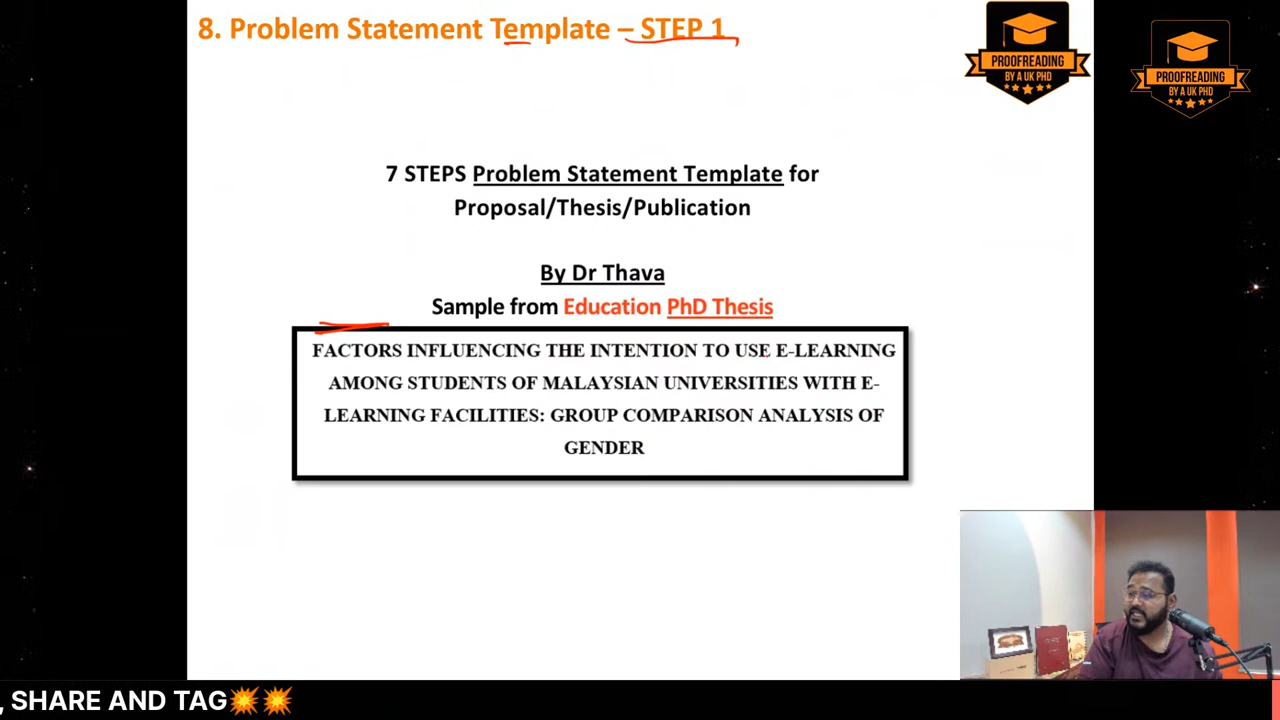 8. Problem Statement Template – STEP 1
PROOFREADING
BY A UK PHD
PROOFREADING
BY A UK PHD
7 STEPS Problem Statement Template for
Proposal/Thesis/Publication
By Dr Thava
Sample from Education PhD Thesis
FACTORS INFLUENCING THE INTENTION TO USE E-LEARNING
AMONG STUDENTS OF MALAYSIAN UNIVERSITIES WITH E-
LEARNING FACILITIES: GROUP COMPARISON ANALYSIS OF
GENDER
, SHARE AND TAG💥💥